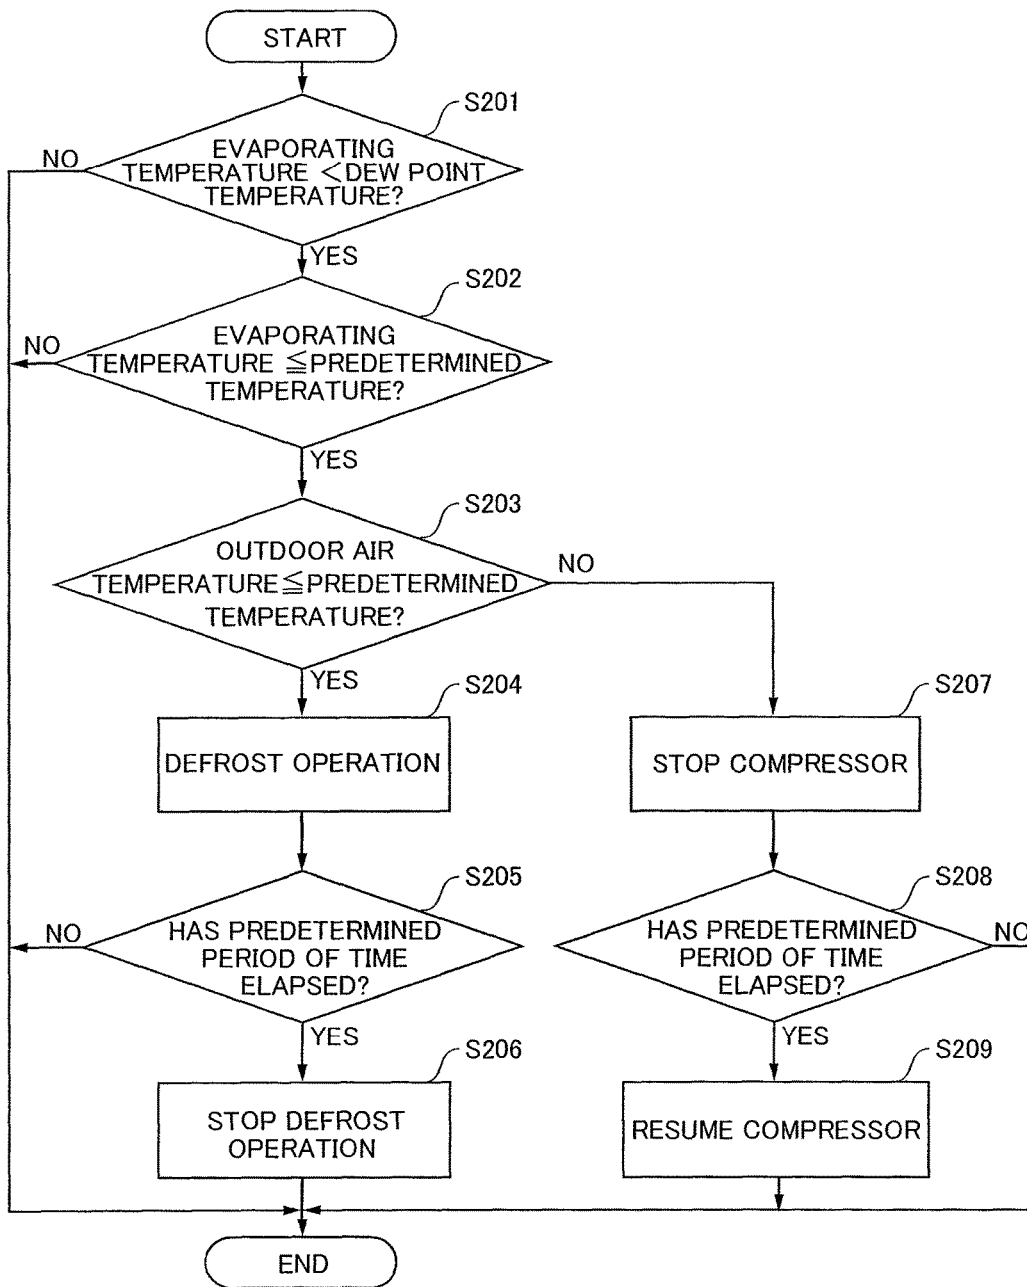 START
S201
EVAPORATING
TEMPERATURE <DEW POINT
TEMPERATURE?
NO
YES
S202
EVAPORATING
TEMPERATURE ≦PREDETERMINED
TEMPERATURE?
NO
YES
S203
OUTDOOR AIR
TEMPERATURE≦PREDETERMINED
TEMPERATURE?
NO
YES
S204
DEFROST OPERATION
S207
STOP COMPRESSOR
S205
HAS PREDETERMINED
PERIOD OF TIME
ELAPSED?
NO
YES
S208
HAS PREDETERMINED
PERIOD OF TIME
ELAPSED?
NO
YES
S206
STOP DEFROST
OPERATION
S209
RESUME COMPRESSOR
END